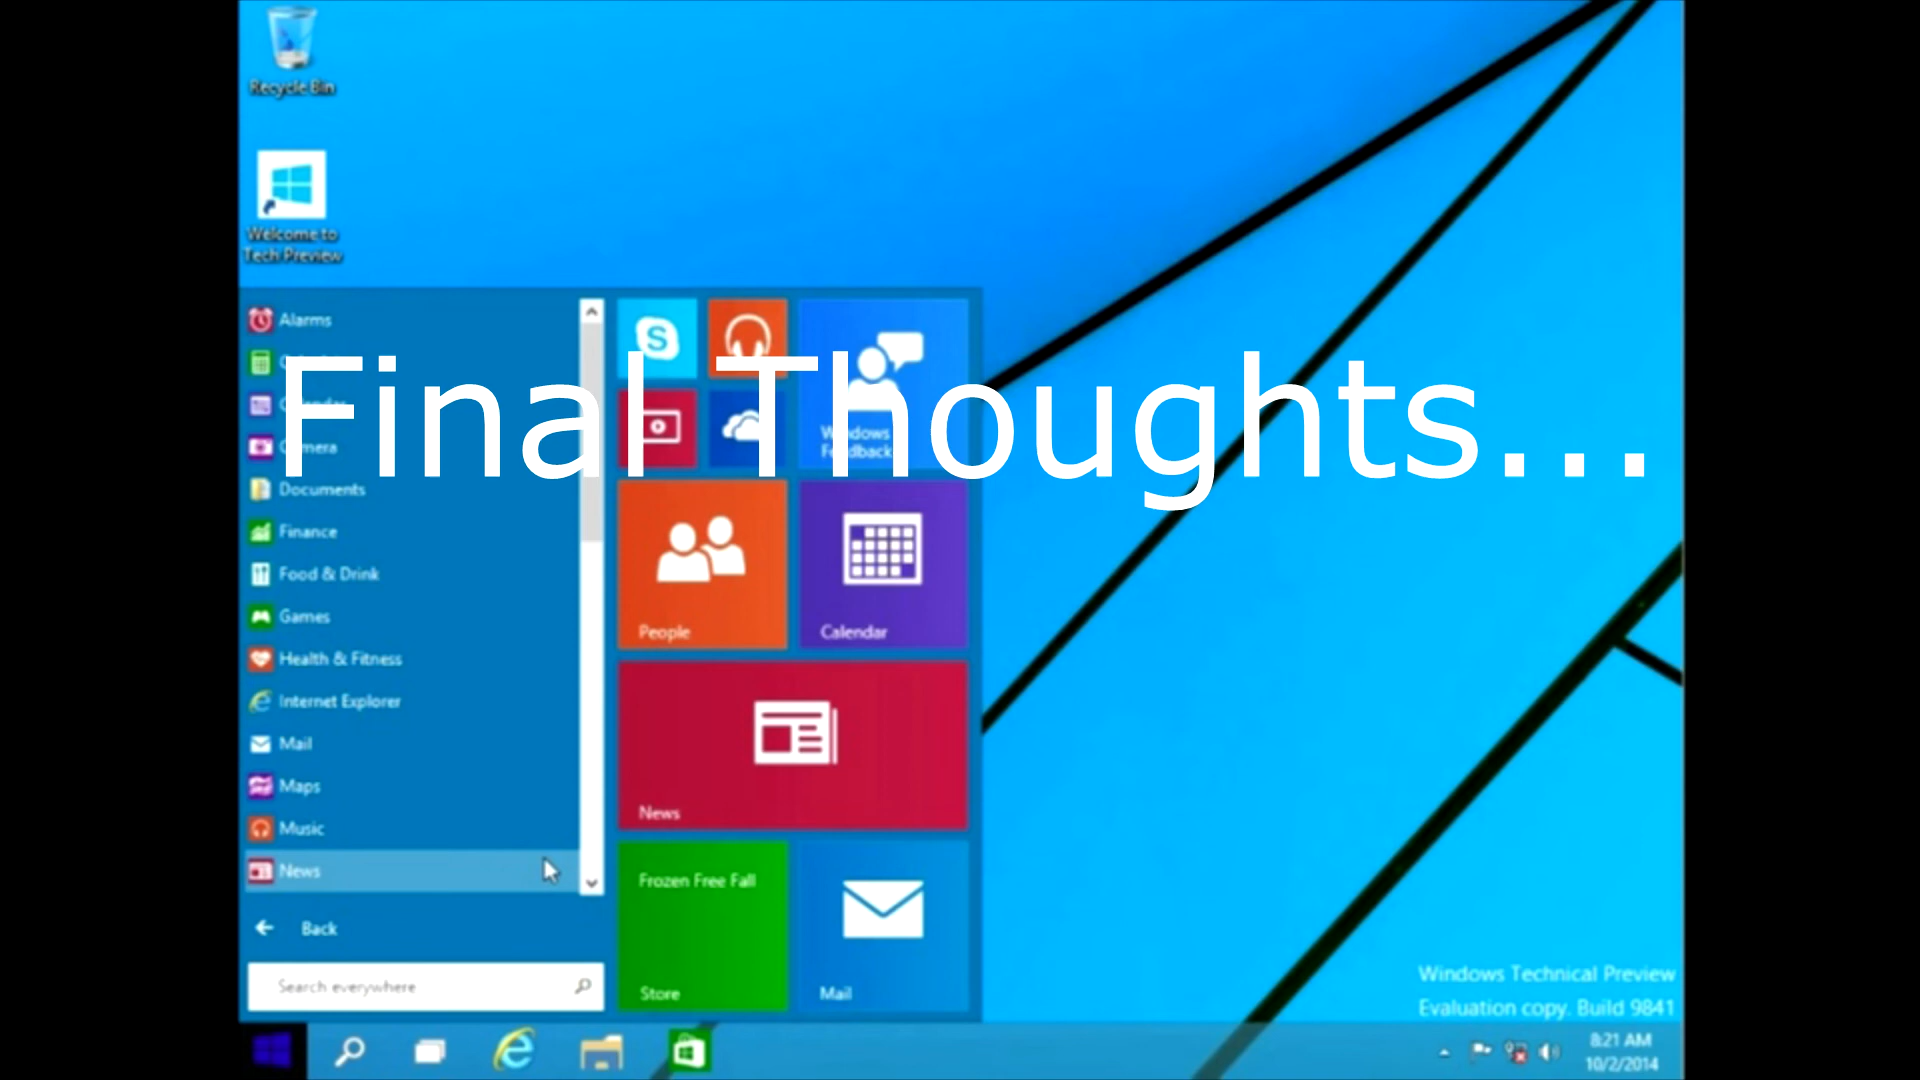 Recycle Bin
Welcome to
Tech Preview
Final Thoughts...
Alarms
Documents
Finance
Food & Drink
Games
Health & Fitness
Internet Explorer
Mail
Maps
Music
News
Back
Search everywhere
S
Windows
Feedback
People
Calendar
News
Frozen Free Fall
Store
Mail
Windows Technical Preview
Evaluation copy. Build 9841
8:21 AM
10/2/2014